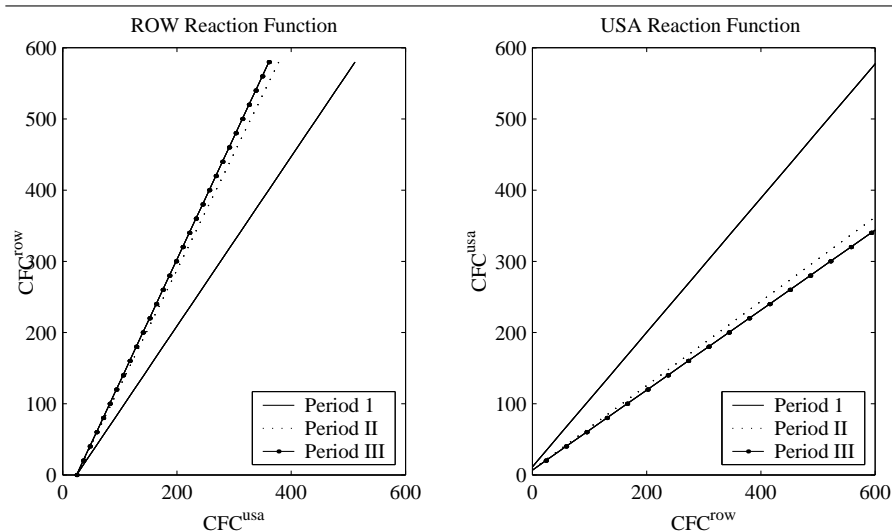 ROW Reaction Function
600
500
400
300
200
100
0
0
200
400
600
CFC^row
CFC^usa
Period 1
Period II
Period III
USA Reaction Function
600
500
400
300
200
100
0
0
200
400
600
CFC^usa
CFC^row
Period 1
Period II
Period III